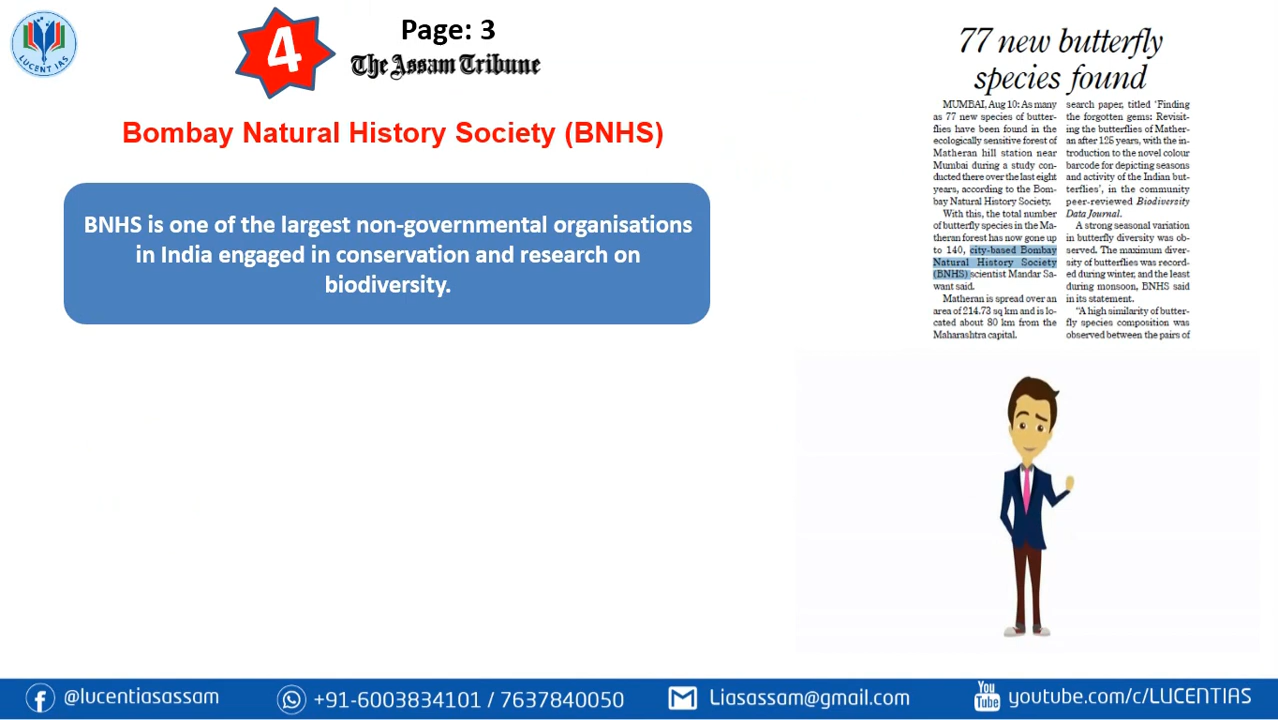 LUCENT IAS
4
Page: 3
The Assam Tribune
Bombay Natural History Society (BNHS)
BNHS is one of the largest non-governmental organisations
in India engaged in conservation and research on
biodiversity.
77 new butterfly
species found
MUMBAI, Aug 10: As many
as 77 new species of butter-
flies have been found in the
ecologically sensitive forest of
Matheran hill station near
Mumbai during a study con-
ducted there over the last eight
years, according to the Bom-
bay Natural History Society.
With this, the total number
of butterfly species in the Ma-
theran forest has now gone up
to 140, city-based Bombay
Natural History Society
(BNHS) scientist Mandar Sa-
want said.
Matheran is spread over an
area of 214.73 sq km and is lo-
cated about 80 km from the
Maharashtra capital.
search paper, titled 'Finding
the forgotten gems: Revisit-
ing the butterflies of Mather-
an after 125 years, with the in-
troduction to the novel colour
barcode for depicting seasons
and activity of the Indian but-
terflies', in the community
peer-reviewed Biodiversity
Data Journal.
A strong seasonal variation
in butterfly diversity was ob-
served. The maximum diver-
sity of butterflies was record-
ed during winter, and the least
during monsoon, BNHS said
in its statement.
"A high similarity of butter-
fly species composition was
observed between the pairs of
@lucentiasassam
+91-6003834101 / 7637840050
Liasassam@gmail.com
You
Tube
youtube.com/c/LUCENTIAS